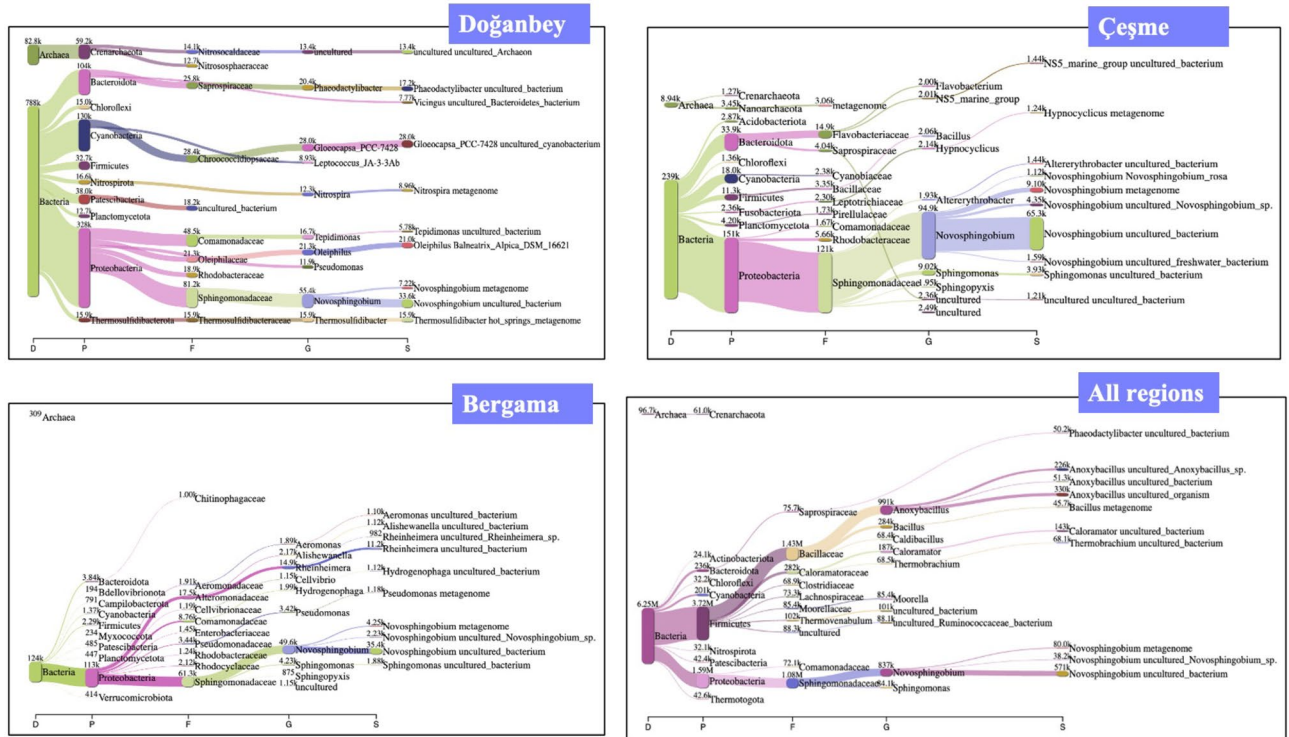 Doğanbey
82.8k Archaea
59.2k Crenarchaeota
14.1k Nitrosocaldaceae
13.4k uncultured
13.4k uncultured uncultured_Archaeon
12.7k Nitrososphaeraceae
104k Bacteroidota
25.8k Saprospiraceae
20.4k Phaeodactylibacter
17.2k Phaeodactylibacter uncultured_bacterium
7.77k Vicingus uncultured_Bacteroidetes_bacterium
788k Bacteria
15.0k Chloroflexi
130k Cyanobacteria
28.4k Chroococcidiopsaceae
28.0k Gloeocapsa_PCC-7428
28.0k Gloeocapsa_PCC-7428 uncultured_cyanobacterium
8.93k Leptococcus_JA-3-3Ab
32.7k Firmicutes
16.6k Nitrospirota
12.3k Nitrospira
8.96k Nitrospira metagenome
38.0k Patescibacteria
18.2k uncultured_bacterium
12.7k Planctomycetota
328k Proteobacteria
48.5k Comamonadaceae
16.7k Tepidimonas
5.78k Tepidimonas uncultured_bacterium
21.3k Oleiphilaceae
21.3k Oleiphilus
21.0k Oleiphilus Balneatrix_Alpica_DSM_16621
11.9k Pseudomonas
18.9k Rhodobacteraceae
81.2k Sphingomonadaceae
55.4k Novosphingobium
7.22k Novosphingobium metagenome
33.6k Novosphingobium uncultured_bacterium
15.9k Thermosulfidibacterota
15.9k Thermosulfidibacteraceae
15.9k Thermosulfidibacter
15.9k Thermosulfidibacter hot_springs_metagenome
D P F G S
Çeşme
8.94k Archaea
1.27k Crenarchaeota
3.45k Nanoarchaeota
3.06k metagenome
2.87k Acidobacteriota
33.9k Bacteroidota
14.9k Flavobacteriaceae
2.00k Flavobacterium
2.01k NS5_marine_group
1.44k NS5_marine_group uncultured_bacterium
4.04k Saprospiraceae
2.06k Bacillus
2.14k Hypnocyclicus
1.24k Hypnocyclicus metagenome
239k Bacteria
1.36k Chloroflexi
18.0k Cyanobacteria
2.38k Cyanobiaceae
11.3k Firmicutes
3.35k Bacillaceae
2.36k Fusobacteriota
2.30k Leptotrichiaceae
4.20k Planctomycetota
1.73k Pirellulaceae
151k Proteobacteria
1.67k Comamonadaceae
5.66k Rhodobacteraceae
121k Sphingomonadaceae
1.93k Altererythrobacter
1.44k Altererythrobacter uncultured_bacterium
94.9k Novosphingobium
1.12k Novosphingobium Novosphingobium_rosa
9.10k Novosphingobium metagenome
4.35k Novosphingobium uncultured_Novosphingobium_sp.
65.3k Novosphingobium uncultured_bacterium
1.59k Novosphingobium uncultured_freshwater_bacterium
9.02k Sphingomonas
3.93k Sphingomonas uncultured_bacterium
Sphingopyxis
2.36k uncultured
1.21k uncultured uncultured_bacterium
2.49k uncultured
D P F G S
Bergama
309 Archaea
1.00k Chitinophagaceae
124k Bacteria
3.84k Bacteroidota
194 Bdellovibrionota
791 Campilobacterota
1.37k Cyanobacteria
2.29k Firmicutes
234 Myxococcota
485 Patescibacteria
447 Planctomycetota
113k Proteobacteria
414 Verrucomicrobiota
1.91k Aeromonadaceae
17.5k Alteromonadaceae
1.19k Cellvibrionaceae
8.76k Comamonadaceae
1.45k Enterobacteriaceae
3.44k Pseudomonadaceae
1.24k Rhodobacteraceae
2.12k Rhodocyclaceae
61.3k Sphingomonadaceae
1.89k Aeromonas
2.17k Alishewanella
14.9k Rheinheimera
1.15k Cellvibrio
1.99k Hydrogenophaga
3.42k Pseudomonas
49.6k Novosphingobium
4.23k Sphingomonas
875 Sphingopyxis
1.15k uncultured
1.10k Aeromonas uncultured_bacterium
1.12k Alishewanella uncultured_bacterium
982 Rheinheimera uncultured_Rheinheimera_sp.
11.2k Rheinheimera uncultured_bacterium
1.12k Hydrogenophaga uncultured_bacterium
1.18k Pseudomonas metagenome
4.25k Novosphingobium metagenome
2.23k Novosphingobium uncultured_Novosphingobium_sp.
35.4k Novosphingobium uncultured_bacterium
1.88k Sphingomonas uncultured_bacterium
D P F G S
All regions
96.7k Archaea
61.0k Crenarchaeota
6.25M Bacteria
24.1k Actinobacteriota
236k Bacteroidota
32.2k Chloroflexi
201k Cyanobacteria
3.72M Firmicutes
32.1k Nitrospirota
42.4k Patescibacteria
1.59M Proteobacteria
42.6k Thermotogota
75.7k Saprospiraceae
1.43M Bacillaceae
282k Caloramatoraceae
68.9k Clostridiaceae
73.3k Lachnospiraceae
85.4k Moorellaceae
102k Thermovenabulum
88.3k uncultured
72.1k Comamonadaceae
1.08M Sphingomonadaceae
991k Anoxybacillus
284k Bacillus
68.4k Caldibacillus
187k Caloramator
68.5k Thermobrachium
85.4k Moorella
101k uncultured_bacterium
88.1k uncultured_Ruminococcaceae_bacterium
837k Novosphingobium
84.1k Sphingomonas
50.2k Phaeodactylibacter uncultured_bacterium
226k Anoxybacillus uncultured_Anoxybacillus_sp.
51.3k Anoxybacillus uncultured_bacterium
330k Anoxybacillus uncultured_organism
45.7k Bacillus metagenome
143k Caloramator uncultured_bacterium
68.1k Thermobrachium uncultured_bacterium
80.0k Novosphingobium metagenome
38.2k Novosphingobium uncultured_Novosphingobium_sp.
571k Novosphingobium uncultured_bacterium
D P F G S